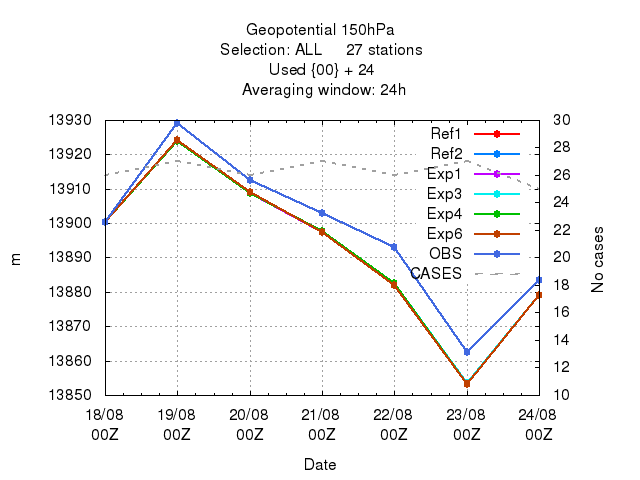 Geopotential 150hPa
Selection: ALL 27 stations
Used {00} + 24
Averaging window: 24h
13930
13920
13910
13900
13890
13880
13870
13860
13850
30
28
26
24
22
20
18
16
14
12
10
Ref1
Ref2
Exp1
Exp3
Exp4
Exp6
OBS
CASES
m
No cases
18/08 19/08 20/08 21/08 22/08 23/08 24/08
00Z 00Z 00Z 00Z 00Z 00Z 00Z
Date